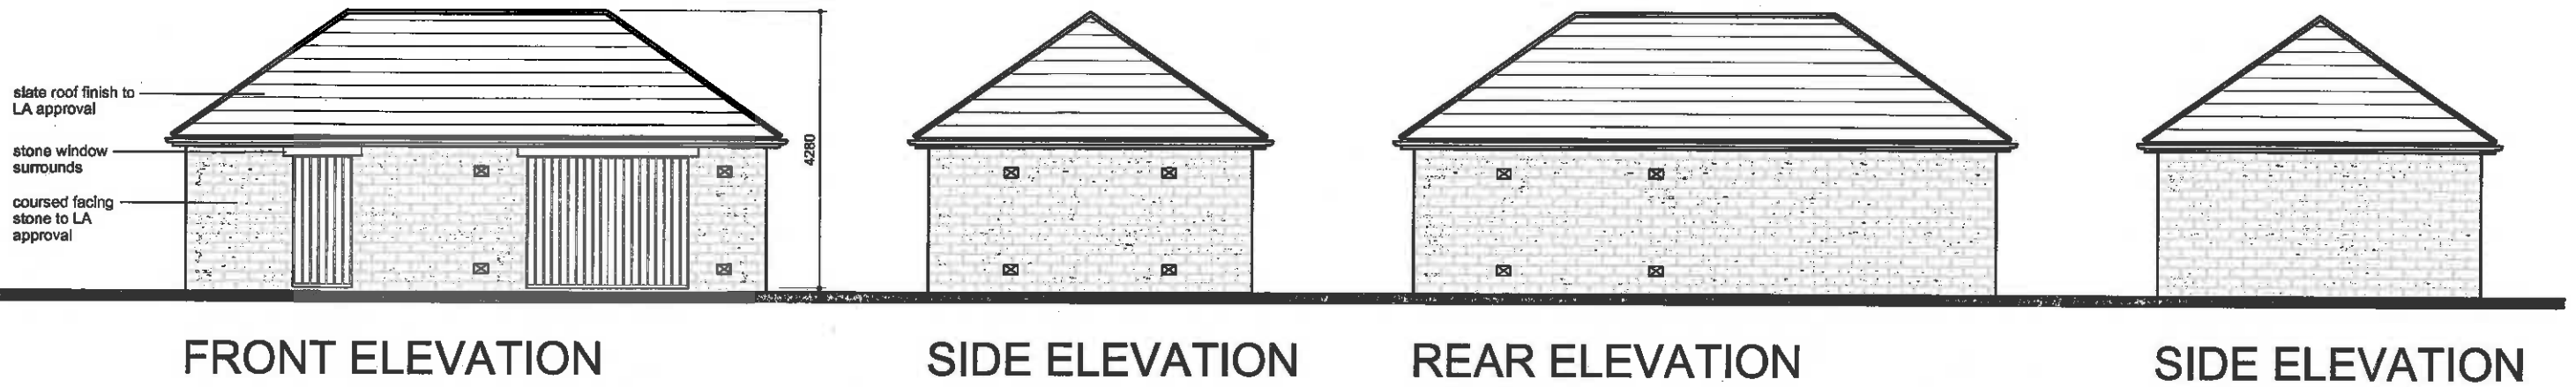 slate roof finish to
LA approval
stone window
surrounds
coursed facing
stone to LA
approval
4280
FRONT ELEVATION
SIDE ELEVATION
REAR ELEVATION
SIDE ELEVATION